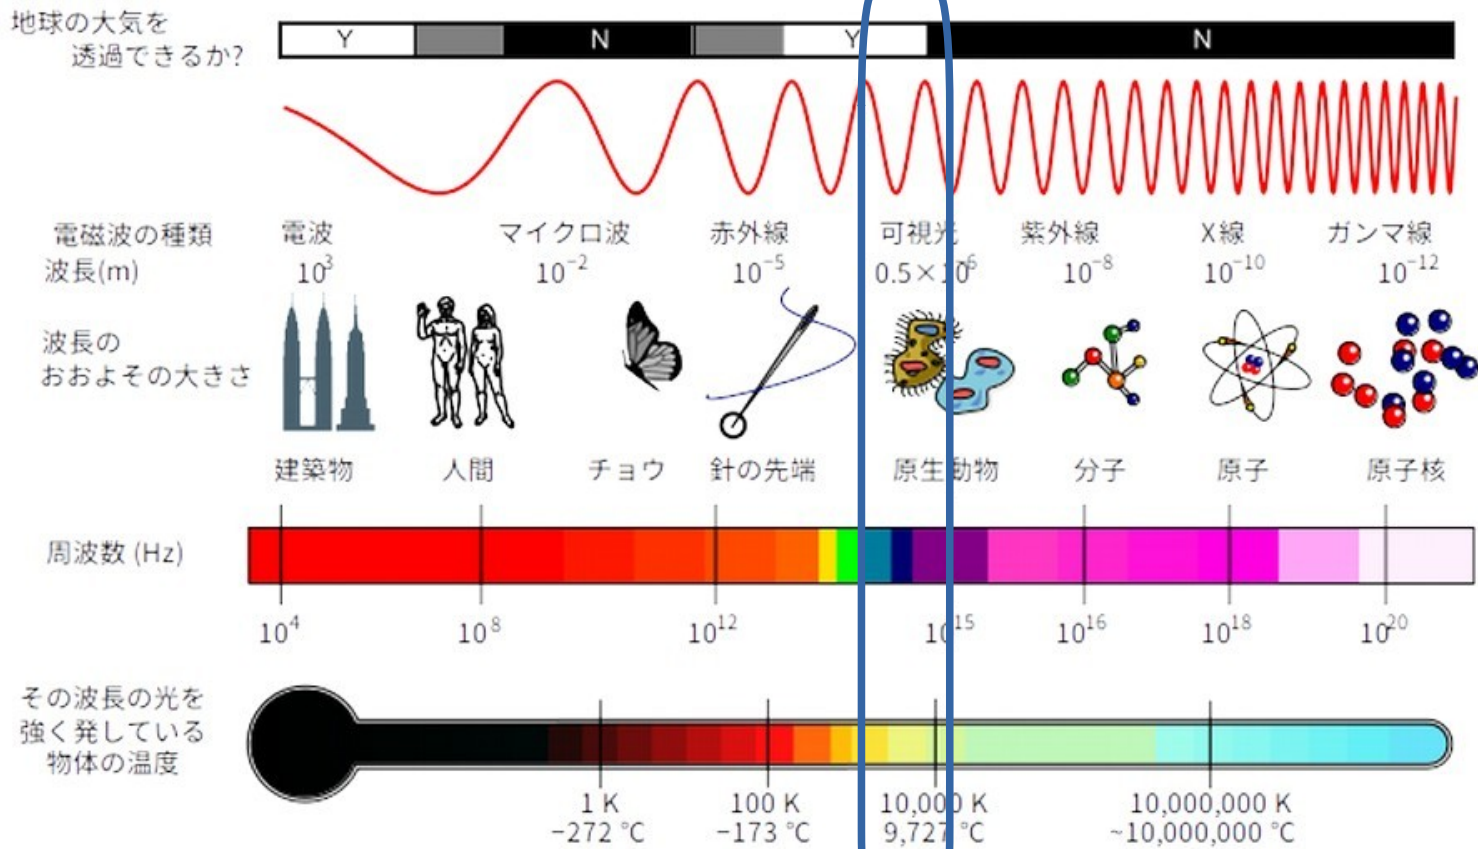 地球の大気を
透過できるか?
Y N Y N
電磁波の種類 電波 マイクロ波 赤外線 可視光 紫外線 X線 ガンマ線
波長(m) 10³ 10⁻² 10⁻⁵ 0.5×10⁻⁶ 10⁻⁸ 10⁻¹⁰ 10⁻¹²
波長の
おおよその大きさ
建築物 人間 チョウ 針の先端 原生動物 分子 原子 原子核
周波数 (Hz)
10⁴ 10⁸ 10¹² 10¹⁵ 10¹⁶ 10¹⁸ 10²⁰
その波長の光を
強く発している
物体の温度
1 K 100 K 10,000 K 10,000,000 K
−272 ℃ −173 ℃ 9,727 ℃ ~10,000,000 ℃